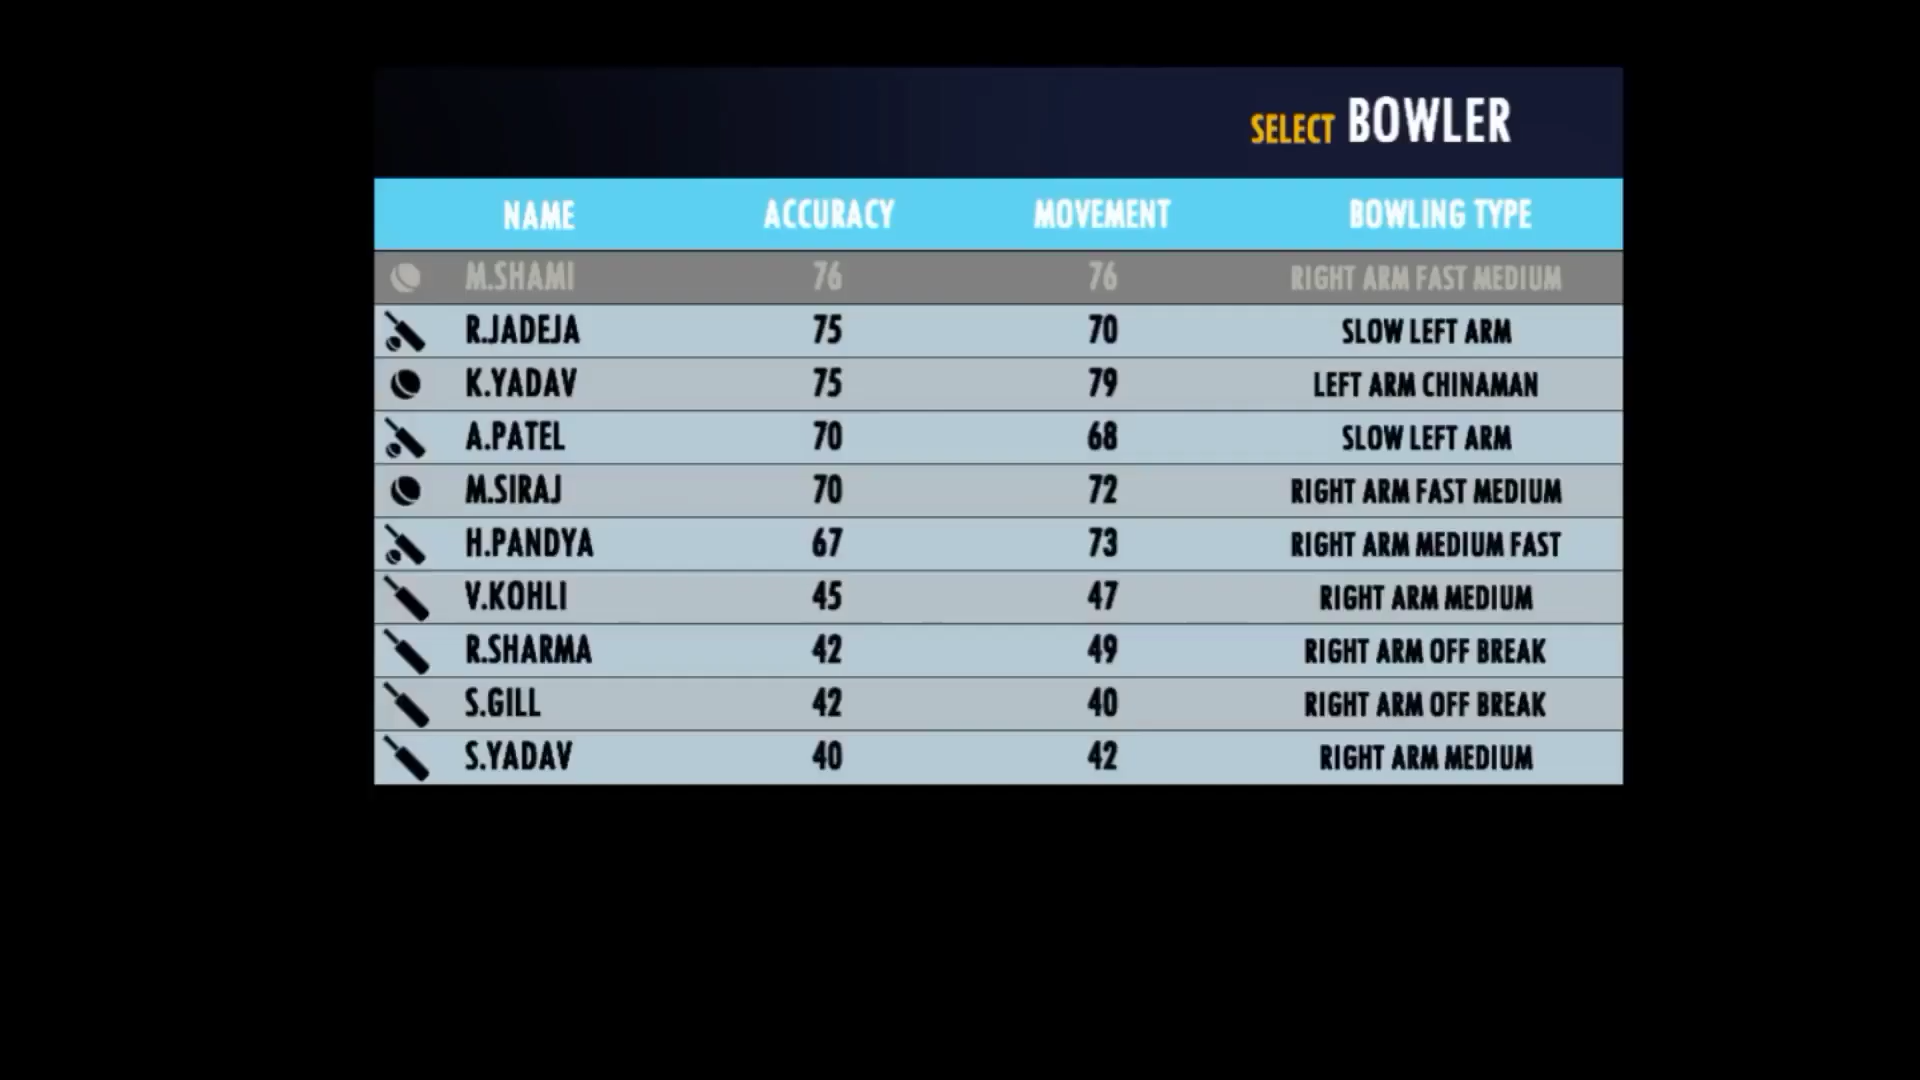 SELECT BOWLER
NAME ACCURACY MOVEMENT BOWLING TYPE
M.SHAMI 76 76 RIGHT ARM FAST MEDIUM
R.JADEJA 75 70 SLOW LEFT ARM
K.YADAV 75 79 LEFT ARM CHINAMAN
A.PATEL 70 68 SLOW LEFT ARM
M.SIRAJ 70 72 RIGHT ARM FAST MEDIUM
H.PANDYA 67 73 RIGHT ARM MEDIUM FAST
V.KOHLI 45 47 RIGHT ARM MEDIUM
R.SHARMA 42 49 RIGHT ARM OFF BREAK
S.GILL 42 40 RIGHT ARM OFF BREAK
S.YADAV 40 42 RIGHT ARM MEDIUM